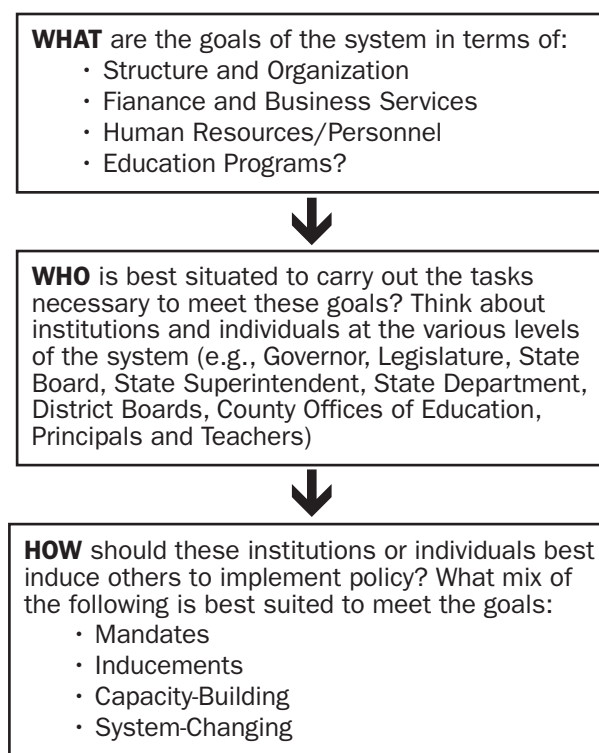 WHAT are the goals of the system in terms of:
· Structure and Organization
· Fianance and Business Services
· Human Resources/Personnel
· Education Programs?
WHO is best situated to carry out the tasks
necessary to meet these goals? Think about
institutions and individuals at the various levels
of the system (e.g., Governor, Legislature, State
Board, State Superintendent, State Department,
District Boards, County Offices of Education,
Principals and Teachers)
HOW should these institutions or individuals best
induce others to implement policy? What mix of
the following is best suited to meet the goals:
· Mandates
· Inducements
· Capacity-Building
· System-Changing